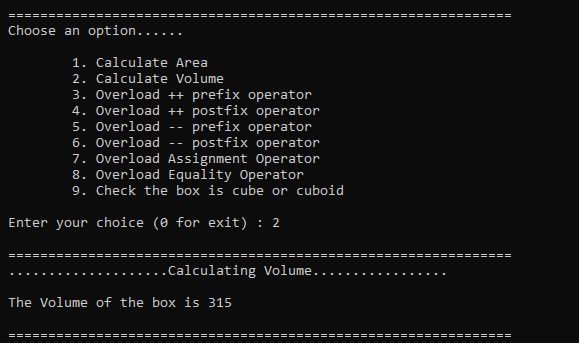 ===============================================================
Choose an option......
1. Calculate Area
2. Calculate Volume
3. Overload ++ prefix operator
4. Overload ++ postfix operator
5. Overload -- prefix operator
6. Overload -- postfix operator
7. Overload Assignment Operator
8. Overload Equality Operator
9. Check the box is cube or cuboid
Enter your choice (0 for exit) : 2
===============================================================
....................Calculating Volume.................
The Volume of the box is 315
===============================================================